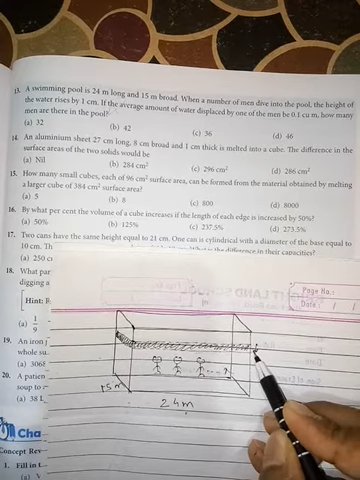 13. A swimming pool is 24 m long and 15 m broad. When a number of men dive into the pool, the height of
the water rises by 1 cm. If the average amount of water displaced by one of the men be 0.1 cu m, how many
men are there in the pool?
(a) 32 (b) 42 (c) 36 (d) 46
14. An aluminium sheet 27 cm long, 8 cm broad and 1 cm thick is melted into a cube. The difference in the
surface areas of the two solids would be
(a) Nil (b) 284 cm² (c) 296 cm² (d) 286 cm²
15. How many small cubes, each of 96 cm² surface area, can be formed from the material obtained by melting
a larger cube of 384 cm² surface area?
(a) 5 (b) 8 (c) 800 (d) 8000
16. By what per cent the volume of a cube increases if the length of each edge is increased by 50%?
(a) 50% (b) 125% (c) 237.5% (d) 273.5%
17. Two cans have the same height equal to 21 cm. One can is cylindrical with a diameter of the base equal to
10 cm. Th is the difference in their capacities?
(a) 250 c
18. What par
digging a
[Hint:
(a) 1/9
19. An iron
whole su
(a) 3068
20. A patien
soup to
(a) 38 L
Cha
Concept Rev
1. Fill in
(a)
Page No.:
Date: / /
15 m
24 m